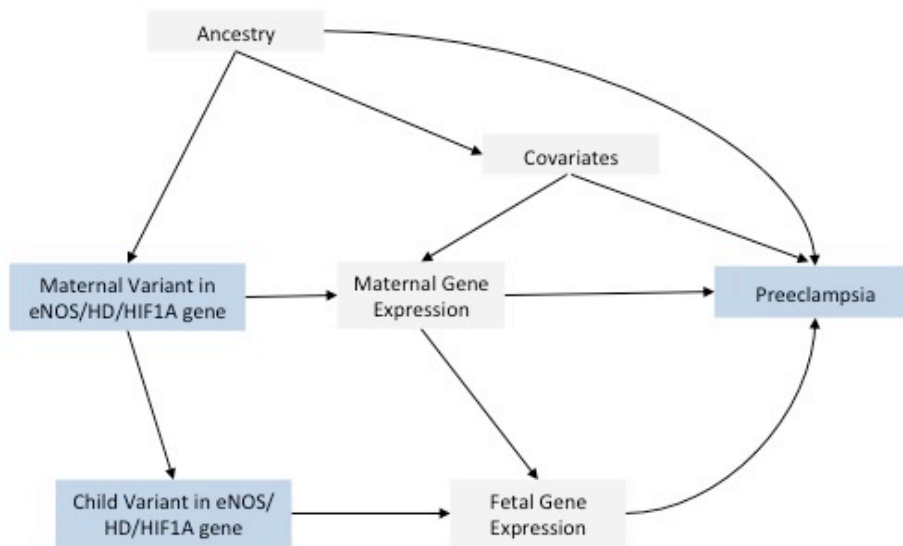 Ancestry
Covariates
Maternal Variant in
eNOS/HD/HIF1A gene
Maternal Gene
Expression
Preeclampsia
Child Variant in eNOS/
HD/HIF1A gene
Fetal Gene
Expression